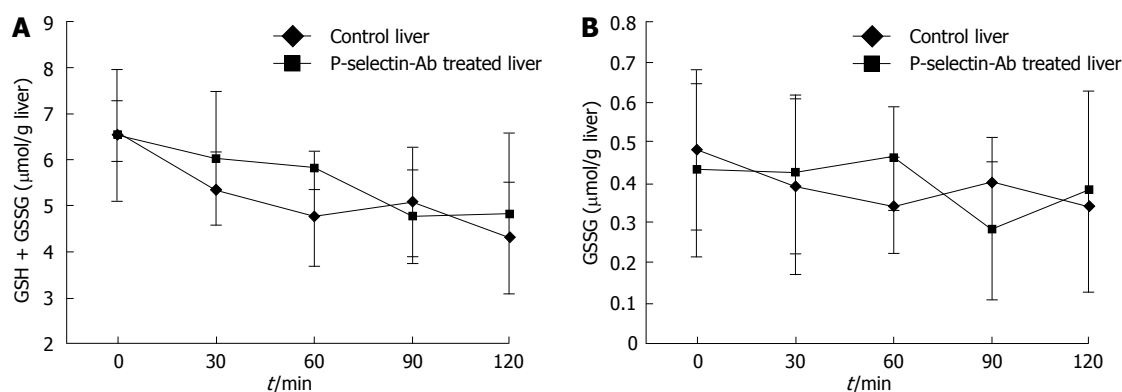 A
Control liver
P-selectin-Ab treated liver
GSH + GSSG (μmol/g liver)
9
8
7
6
5
4
3
2
0 30 60 90 120
t/min
B
Control liver
P-selectin-Ab treated liver
GSSG (μmol/g liver)
0.8
0.7
0.6
0.5
0.4
0.3
0.2
0.1
0
0 30 60 90 120
t/min